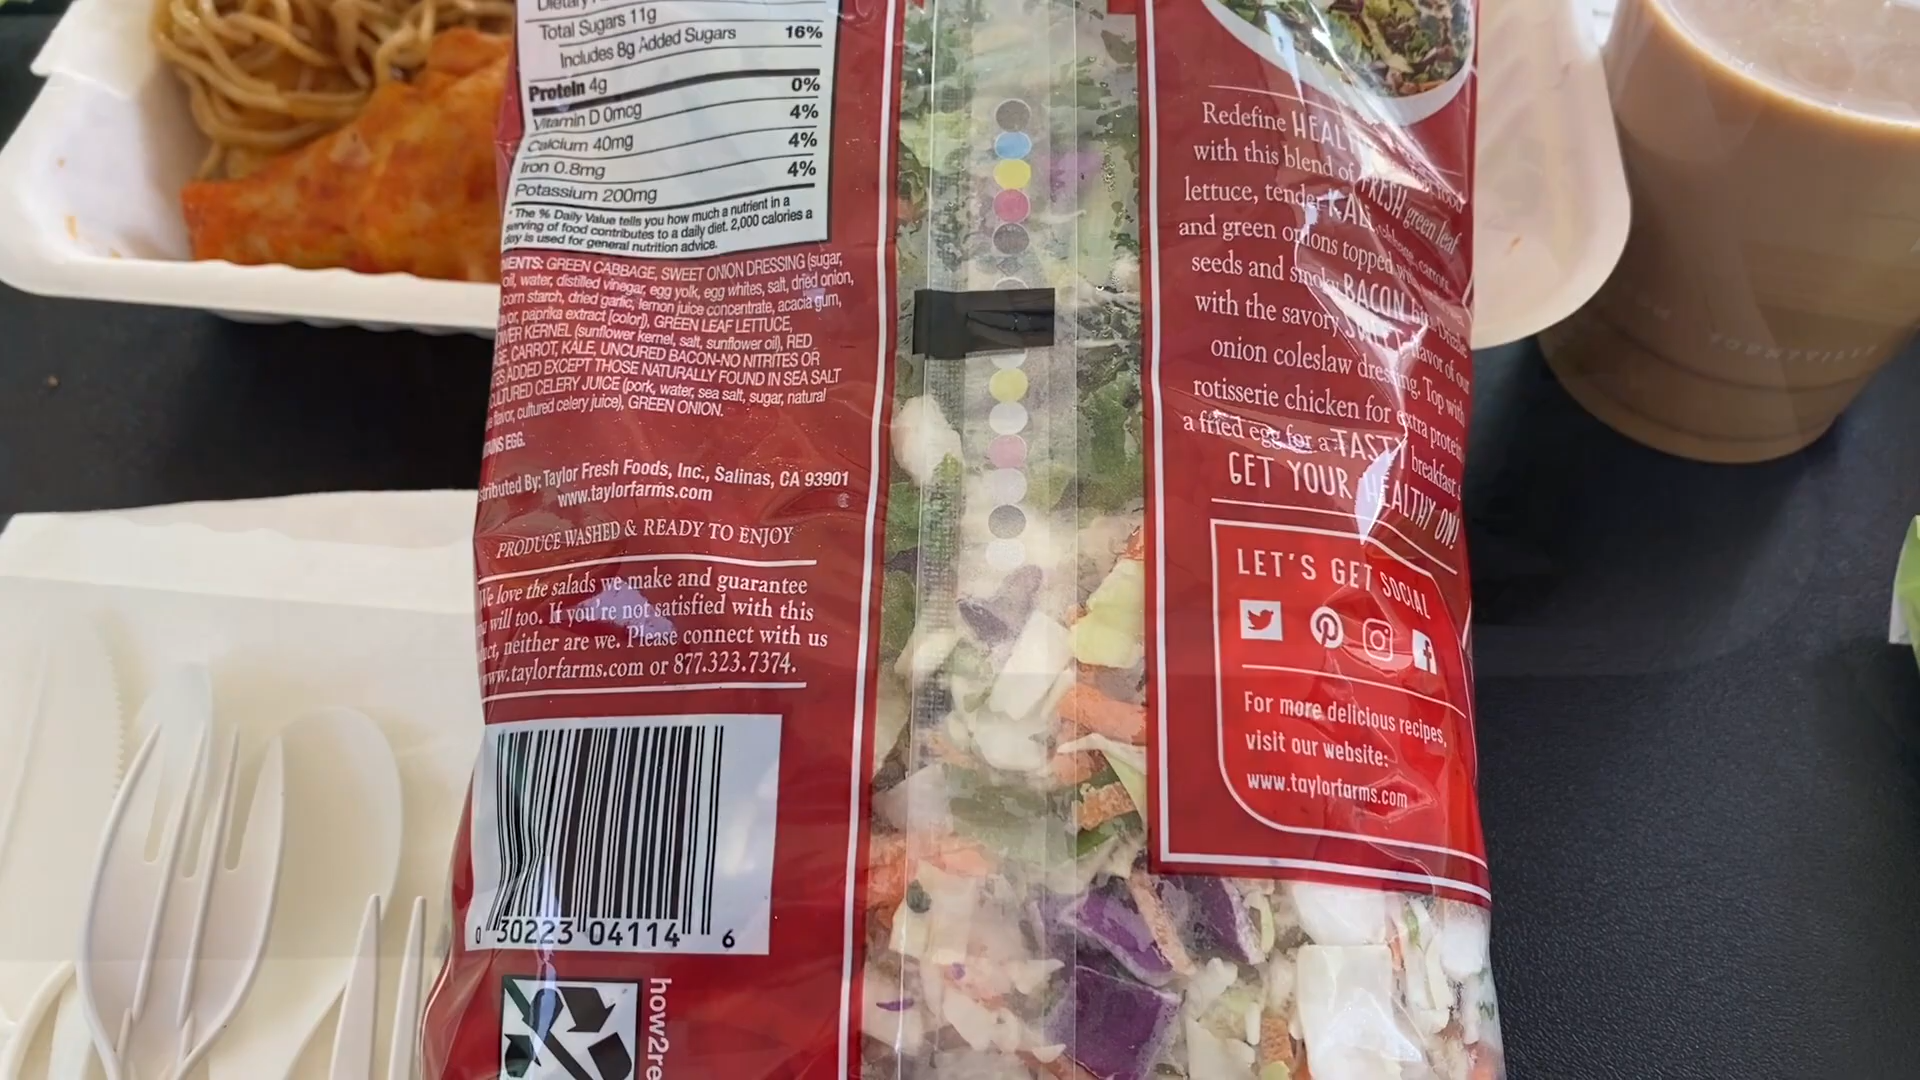 Dietary
Total Sugars 11g
Includes 8g Added Sugars 16%
Protein 4g
0%
Vitamin D 0mcg
4%
Calcium 40mg
4%
Iron 0.8mg
4%
Potassium 200mg
* The % Daily Value tells you how much a nutrient in a
serving of food contributes to a daily diet. 2,000 calories a
day is used for general nutrition advice.
GREEN CABBAGE, SWEET ONION DRESSING (sugar,
oil, water, distilled vinegar, egg yolk, egg whites, salt, dried onion,
corn starch, dried garlic, lemon juice concentrate, acacia gum,
paprika extract [color]), GREEN LEAF LETTUCE,
KERNEL (sunflower kernel, salt, sunflower oil), RED
CARROT, KALE, UNCURED BACON-NO NITRITES OR
ADDED EXCEPT THOSE NATURALLY FOUND IN SEA SALT
CULTURED CELERY JUICE (pork, water, sea salt, sugar, natural
flavor, cultured celery juice), GREEN ONION.
EGG.
By: Taylor Fresh Foods, Inc., Salinas, CA 93901
www.taylorfarms.com
PRODUCE WASHED & READY TO ENJOY
We love the salads we make and guarantee
will too. If you're not satisfied with this
neither are we. Please connect with us
www.taylorfarms.com or 877.323.7374.
0 30223 04114 6
how2re
Redefine
with this blend of FRESH green leaf
lettuce, tender
and green onions topped
seeds and smoky BACON
with the savory flavor of our
onion coleslaw dressing. Top with
rotisserie chicken for extra protein
a fried egg for a TASTY breakfast
GET YOUR HEALTHY ON!
LET'S GET SOCIAL
For more delicious recipes,
visit our website:
www.taylorfarms.com